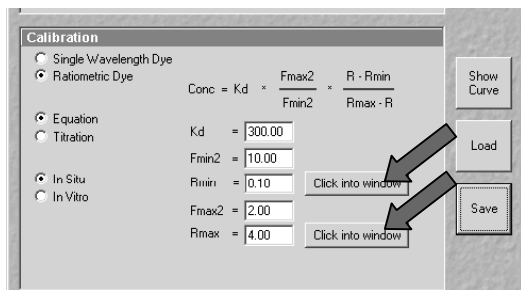 Calibration
Single Wavelength Dye
Ratiometric Dye
Conc = Kd * Fmax2 / Fmin2 * R - Rmin / Rmax - R
Equation
Titration
Kd = 300.00
Fmin2 = 10.00
In Situ
In Vitro
Rmin = 0.10 Click into window
Fmax2 = 2.00
Rmax = 4.00 Click into window
Show
Curve
Load
Save